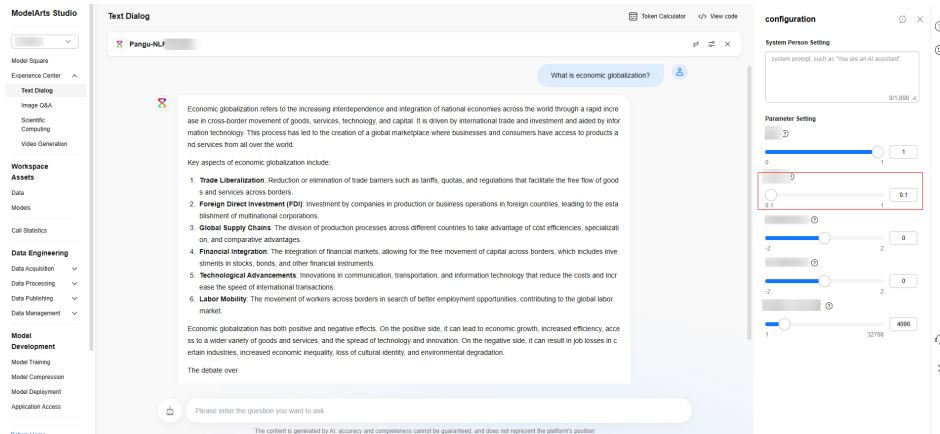 ModelArts Studio
Model Square
Experience Center
Text Dialog
Image Q&A
Scientific
Computing
Video Generation
Workspace
Assets
Data
Models
Call Statistics
Data Engineering
Data Acquisition
Data Processing
Data Publishing
Data Management
Model
Development
Model Training
Model Compression
Model Deployment
Application Access
Text Dialog
Token Calculator
</> View code
Pangu-NLP
What is economic globalization?
Economic globalization refers to the increasing interdependence and integration of national economies across the world through a rapid incre
ase in cross-border movement of goods, services, technology, and capital. It is driven by international trade and investment and aided by infor
mation technology. This process has led to the creation of a global marketplace where businesses and consumers have access to products a
nd services from all over the world.
Key aspects of economic globalization include:
1. Trade Liberalization: Reduction or elimination of trade barriers such as tariffs, quotas, and regulations that facilitate the free flow of good
s and services across borders.
2. Foreign Direct Investment (FDI): Investment by companies in production or business operations in foreign countries, leading to the esta
blishment of multinational corporations.
3. Global Supply Chains: The division of production processes across different countries to take advantage of cost efficiencies, specializati
on, and comparative advantages.
4. Financial Integration: The integration of financial markets, allowing for the free movement of capital across borders, which includes inve
stments in stocks, bonds, and other financial instruments.
5. Technological Advancements: Innovations in communication, transportation, and information technology that reduce the costs and incr
ease the speed of international transactions.
6. Labor Mobility: The movement of workers across borders in search of better employment opportunities, contributing to the global labor
market.
Economic globalization has both positive and negative effects. On the positive side, it can lead to economic growth, increased efficiency, acce
ss to a wider variety of goods and services, and the spread of technology and innovation. On the negative side, it can result in job losses in c
ertain industries, increased economic inequality, loss of cultural identity, and environmental degradation.
The debate over
Please enter the question you want to ask
The content is generated by AI, accuracy and completeness cannot be guaranteed, and does not represent the platform's position
configuration
System Person Setting
system prompt, such as "You are an AI assistant".
0/1,000
Parameter Setting
1
0 1
0.1
0.1 1
0
-2 2
0
-2 2
4096
1 32768